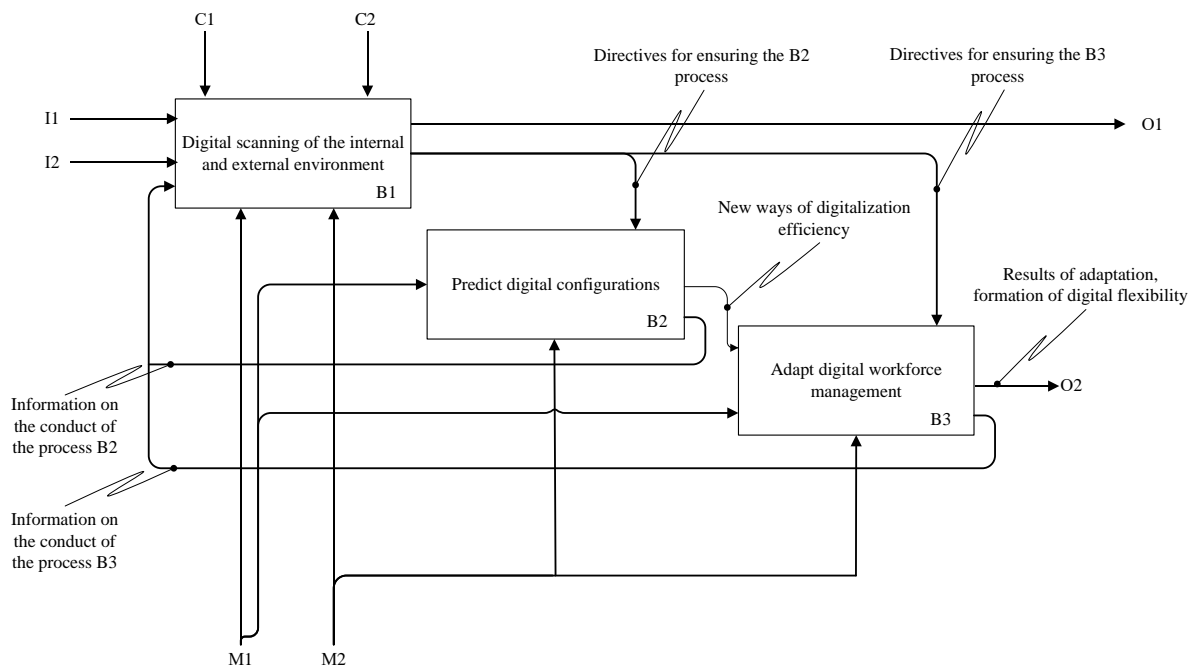 C1
C2
Directives for ensuring the B2
process
Directives for ensuring the B3
process
I1
O1
Digital scanning of the internal
and external environment
I2
B1
New ways of digitalization
efficiency
Predict digital configurations
B2
Results of adaptation,
formation of digital flexibility
Adapt digital workforce
management
O2
B3
Information on
the conduct of
the process B2
Information on
the conduct of
the process B3
M1
M2